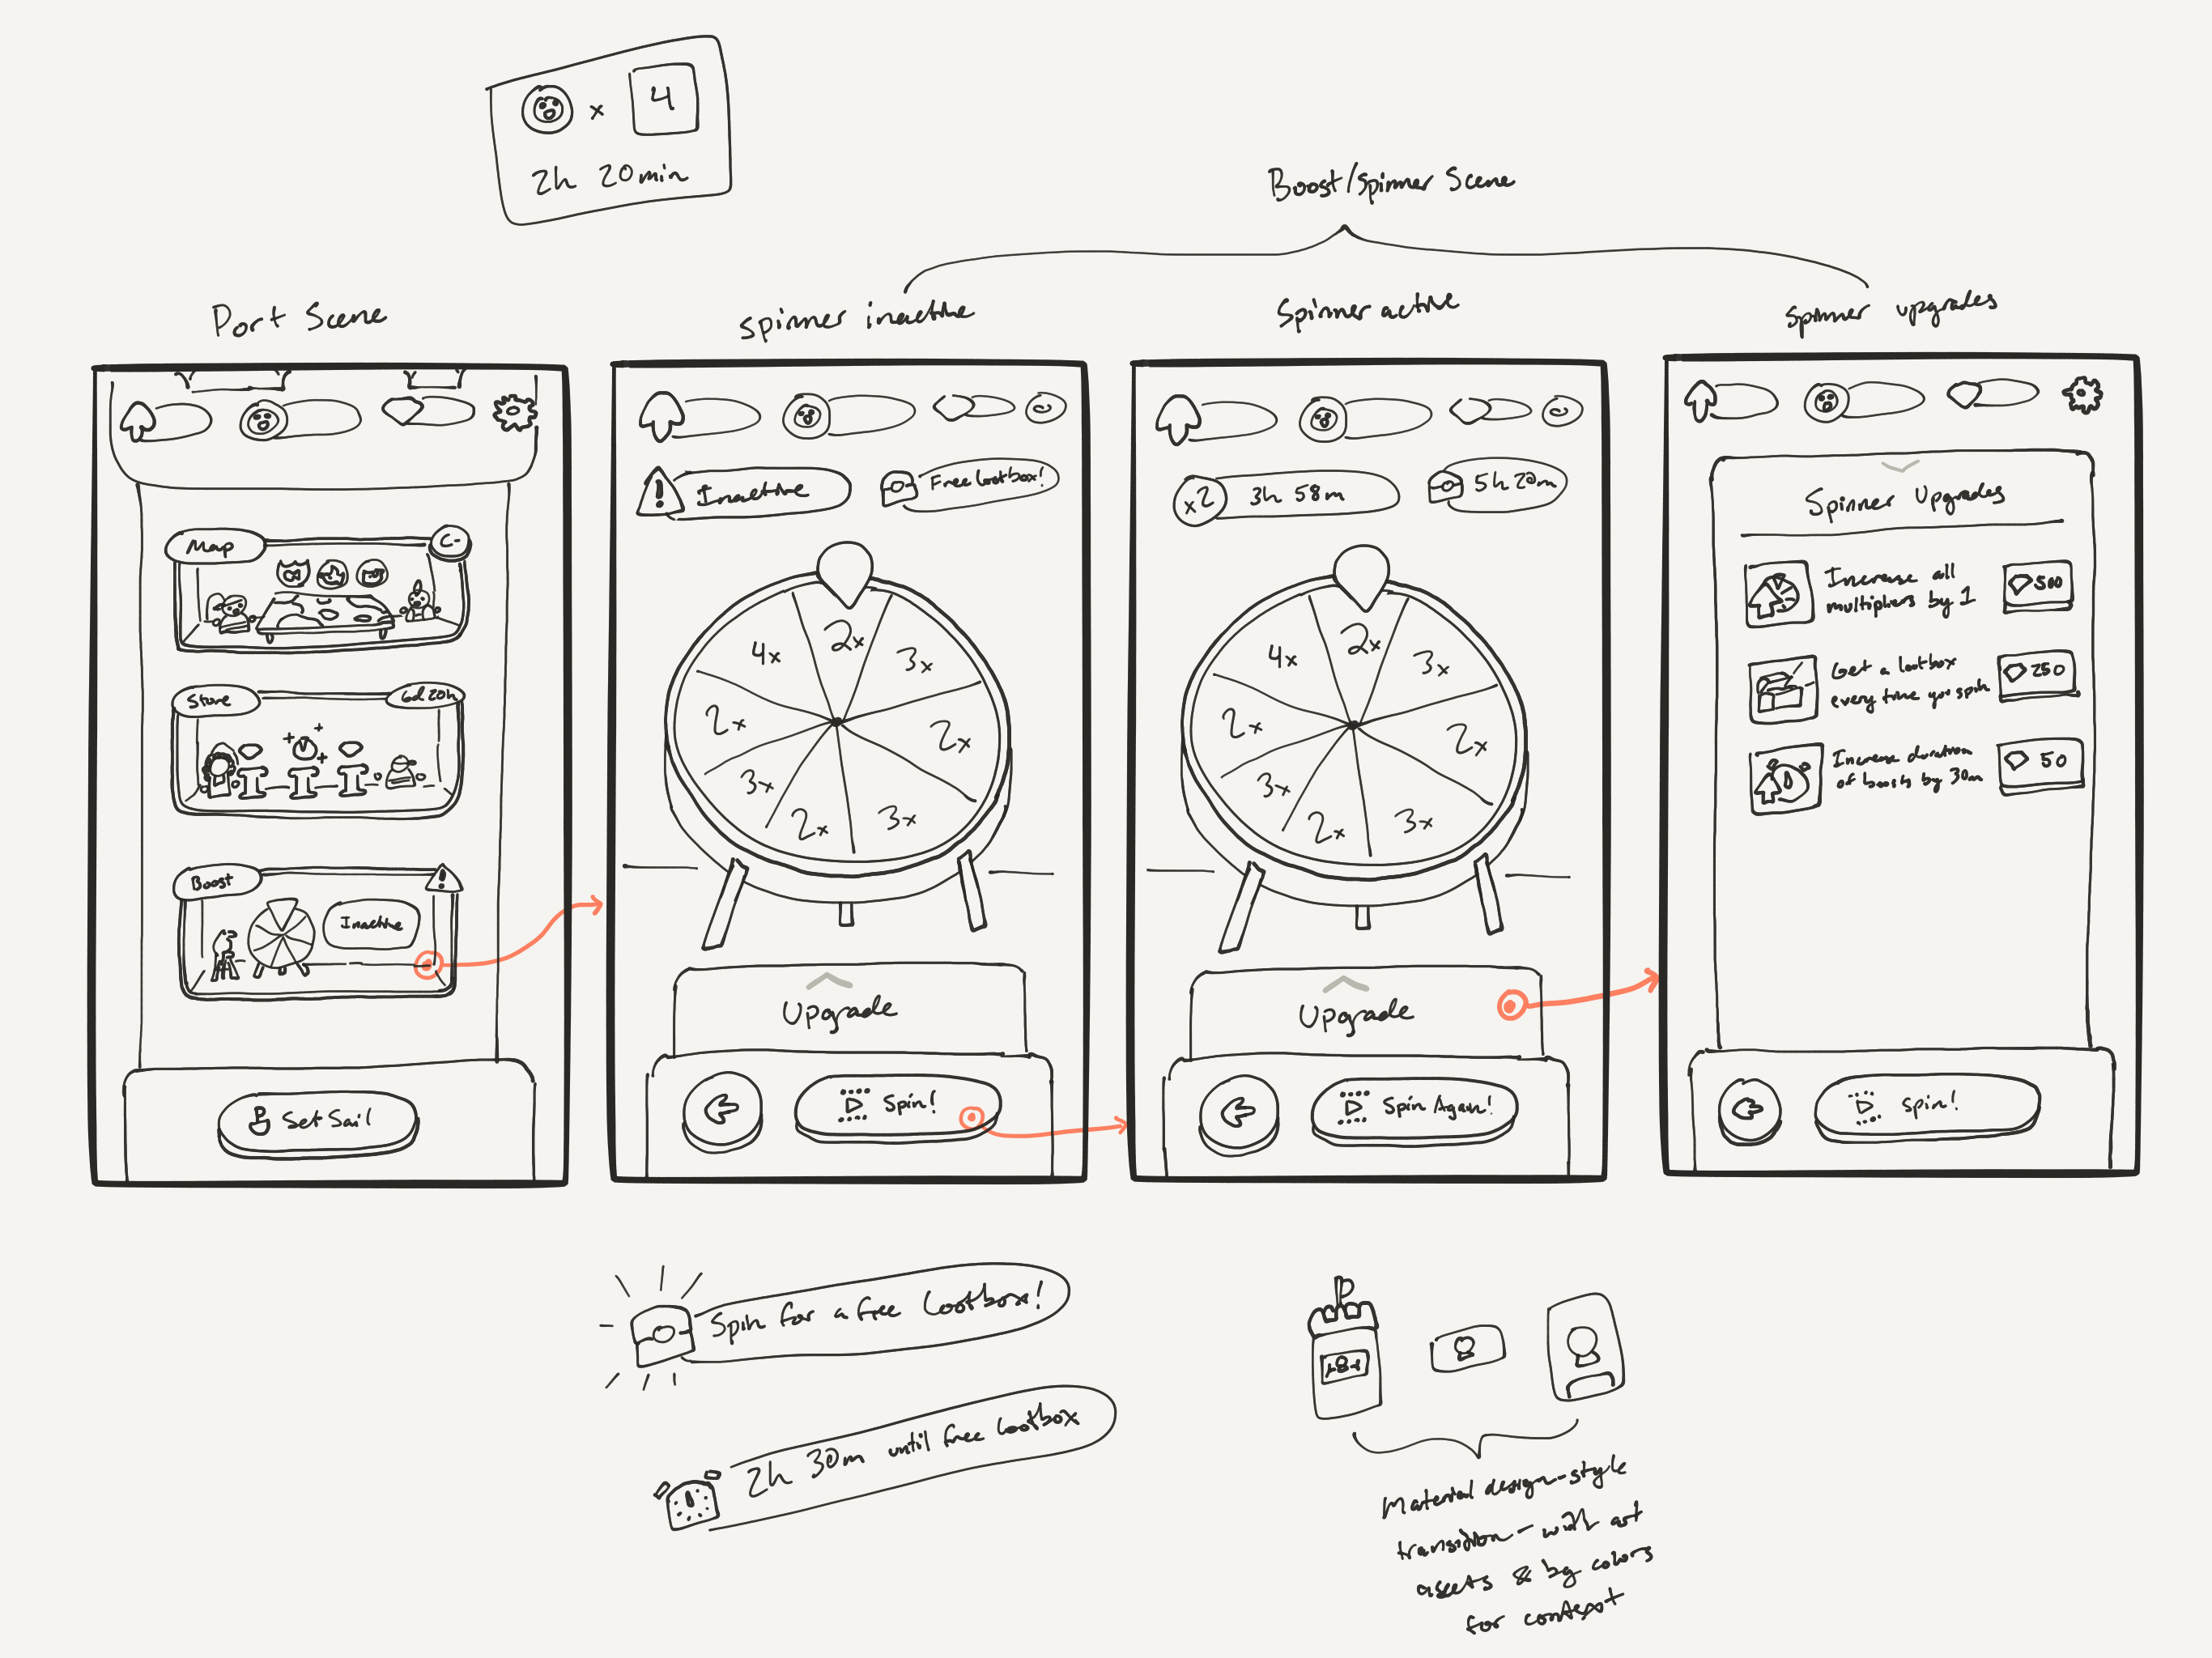 x 4
2h 20min
Boost/spinner Scene
Port Scene
spinner inactive
Spinner active
spinner upgrades
Map
C-
Store
6d 20h
Boost
!
Inactive
Set Sail
!
Inactive
Free lootbox!
4x
2x
3x
2x
2x
3x
2x
3x
Upgrade
Spin!
x2
3h 58m
5h 20m
4x
2x
3x
2x
2x
3x
2x
3x
Upgrade
Spin Again!
Spinner Upgrades
Increase all
multipliers by 1
500
Get a lootbox
every time you spin
250
Increase duration
of boosts by 30m
50
Spin!
Spin for a free lootbox!
2h 30m until free lootbox
Material design-style
transition - with art
assets & bg colors
for context